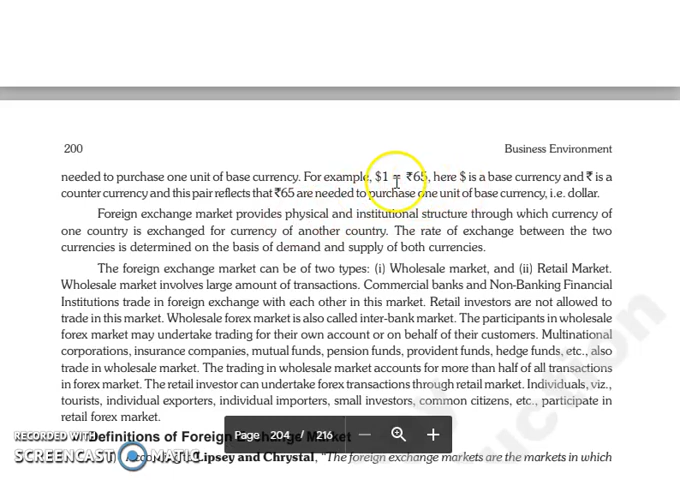 200 Business Environment
needed to purchase one unit of base currency. For example, $1 = ₹65, here $ is a base currency and ₹ is a
counter currency and this pair reflects that ₹65 are needed to purchase one unit of base currency, i.e. dollar.
Foreign exchange market provides physical and institutional structure through which currency of
one country is exchanged for currency of another country. The rate of exchange between the two
currencies is determined on the basis of demand and supply of both currencies.
The foreign exchange market can be of two types: (i) Wholesale market, and (ii) Retail Market.
Wholesale market involves large amount of transactions. Commercial banks and Non-Banking Financial
Institutions trade in foreign exchange with each other in this market. Retail investors are not allowed to
trade in this market. Wholesale forex market is also called inter-bank market. The participants in wholesale
forex market may undertake trading for their own account or on behalf of their customers. Multinational
corporations, insurance companies, mutual funds, pension funds, provident funds, hedge funds, etc., also
trade in wholesale market. The trading in wholesale market accounts for more than half of all transactions
in forex market. The retail investor can undertake forex transactions through retail market. Individuals, viz.,
tourists, individual exporters, individual importers, small investors, common citizens, etc., participate in
retail forex market.
Definitions of Foreign Exchange Market
Lipsey and Chrystal, "The foreign exchange markets are the markets in which
Page 204 / 216
RECORDED WITH
SCREENCAST MATIC